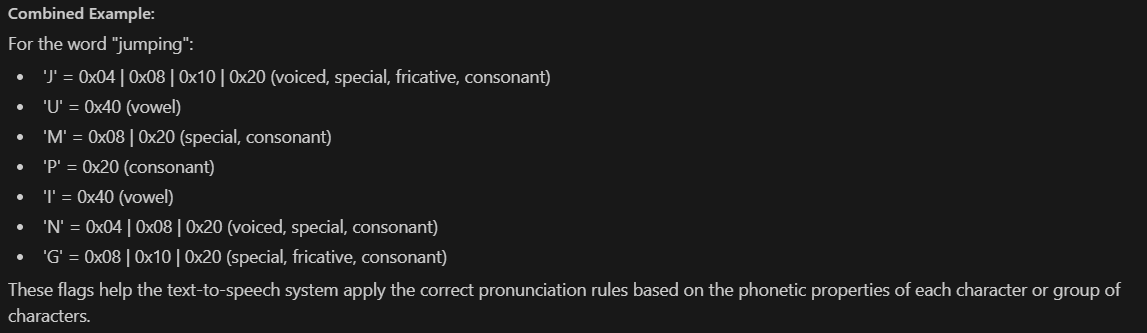 Combined Example:
For the word "jumping":
• 'J' = 0x04 | 0x08 | 0x10 | 0x20 (voiced, special, fricative, consonant)
• 'U' = 0x40 (vowel)
• 'M' = 0x08 | 0x20 (special, consonant)
• 'P' = 0x20 (consonant)
• 'I' = 0x40 (vowel)
• 'N' = 0x04 | 0x08 | 0x20 (voiced, special, consonant)
• 'G' = 0x08 | 0x10 | 0x20 (special, fricative, consonant)
These flags help the text-to-speech system apply the correct pronunciation rules based on the phonetic properties of each character or group of
characters.